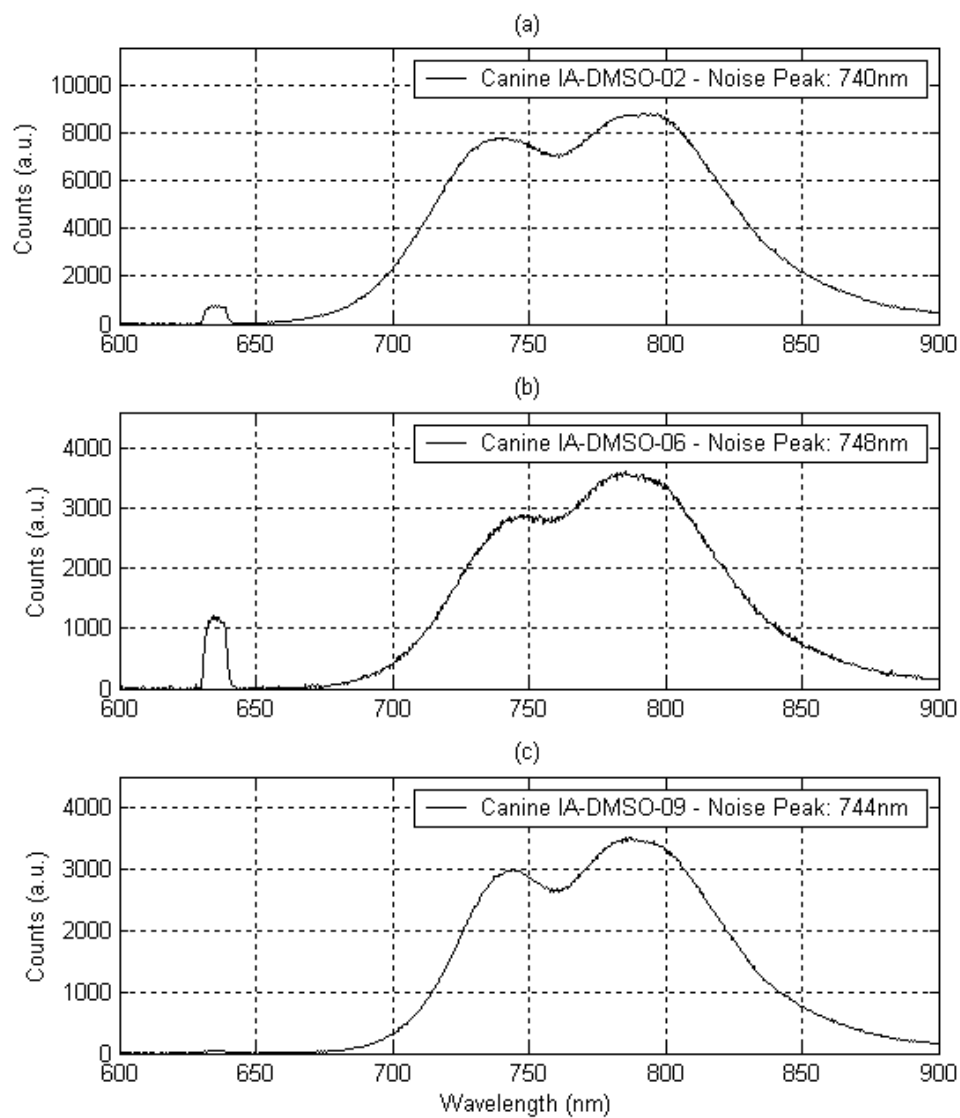 (a)
Canine IA-DMSO-02 - Noise Peak: 740nm
Counts (a.u.)
10000
8000
6000
4000
2000
0
600 650 700 750 800 850 900
(b)
Canine IA-DMSO-06 - Noise Peak: 748nm
Counts (a.u.)
4000
3000
2000
1000
0
600 650 700 750 800 850 900
(c)
Canine IA-DMSO-09 - Noise Peak: 744nm
Counts (a.u.)
4000
3000
2000
1000
0
600 650 700 750 800 850 900
Wavelength (nm)